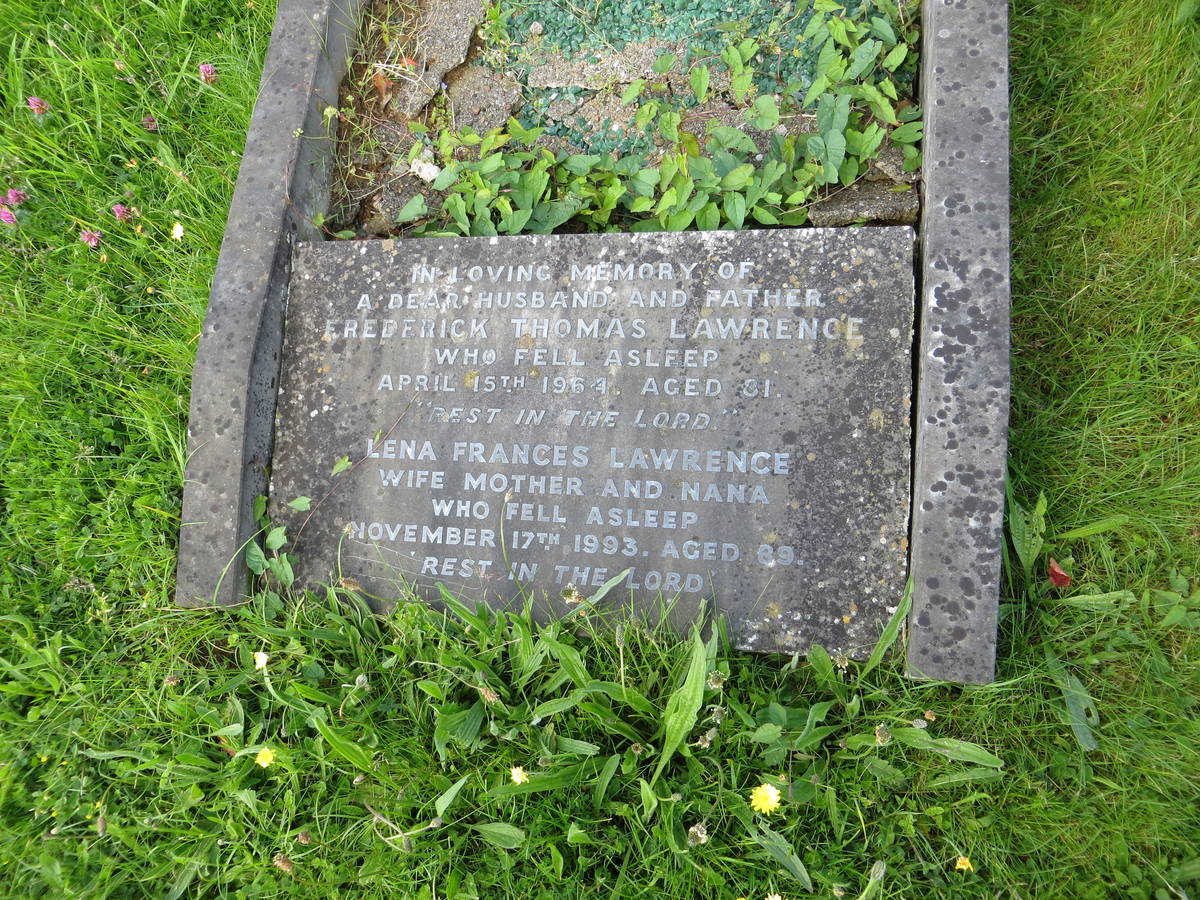 IN LOVING MEMORY OF
A DEAR HUSBAND AND FATHER
FREDERICK THOMAS LAWRENCE
WHO FELL ASLEEP
APRIL 15TH 1964. AGED 81.
"REST IN THE LORD."
LENA FRANCES LAWRENCE
WIFE MOTHER AND NANA
WHO FELL ASLEEP
NOVEMBER 17TH 1993. AGED 89.
REST IN THE LORD